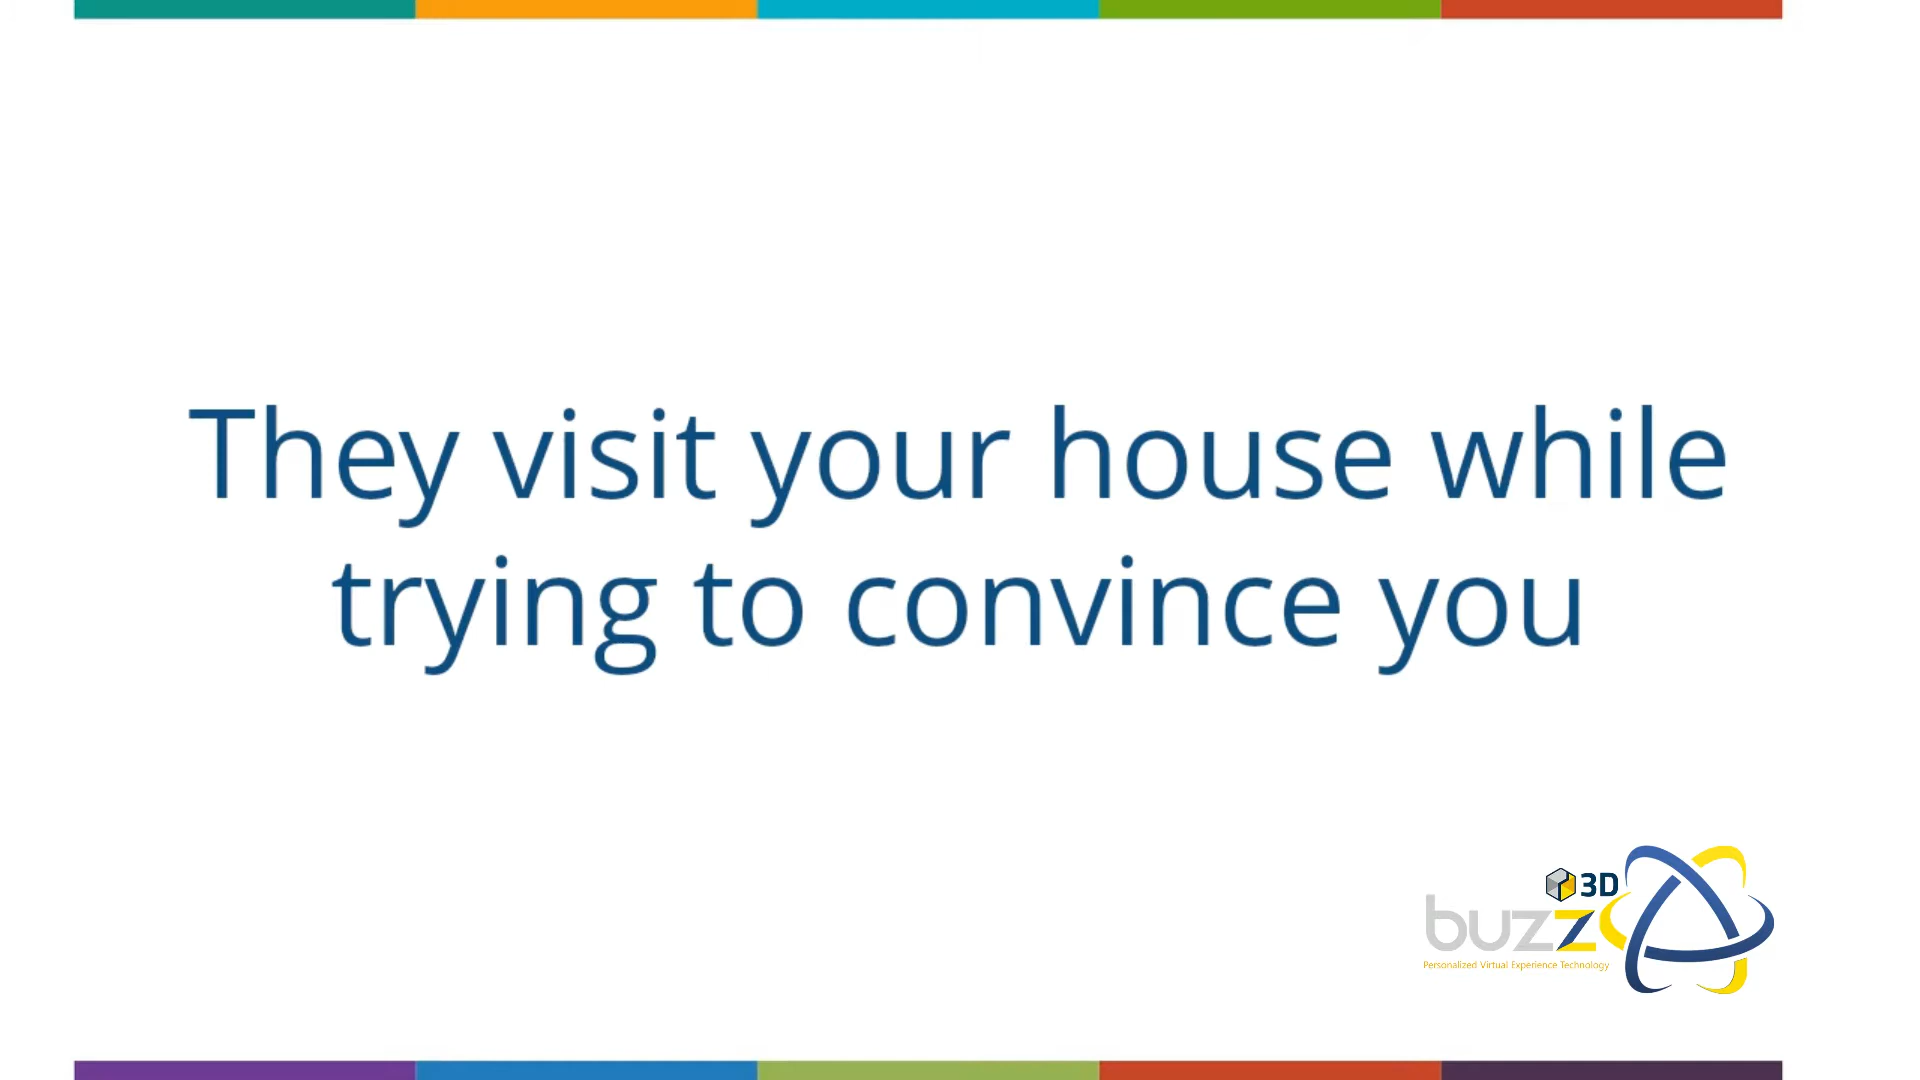 They visit your house while
trying to convince you
3D
buzz
Personalized Virtual Experience Technology